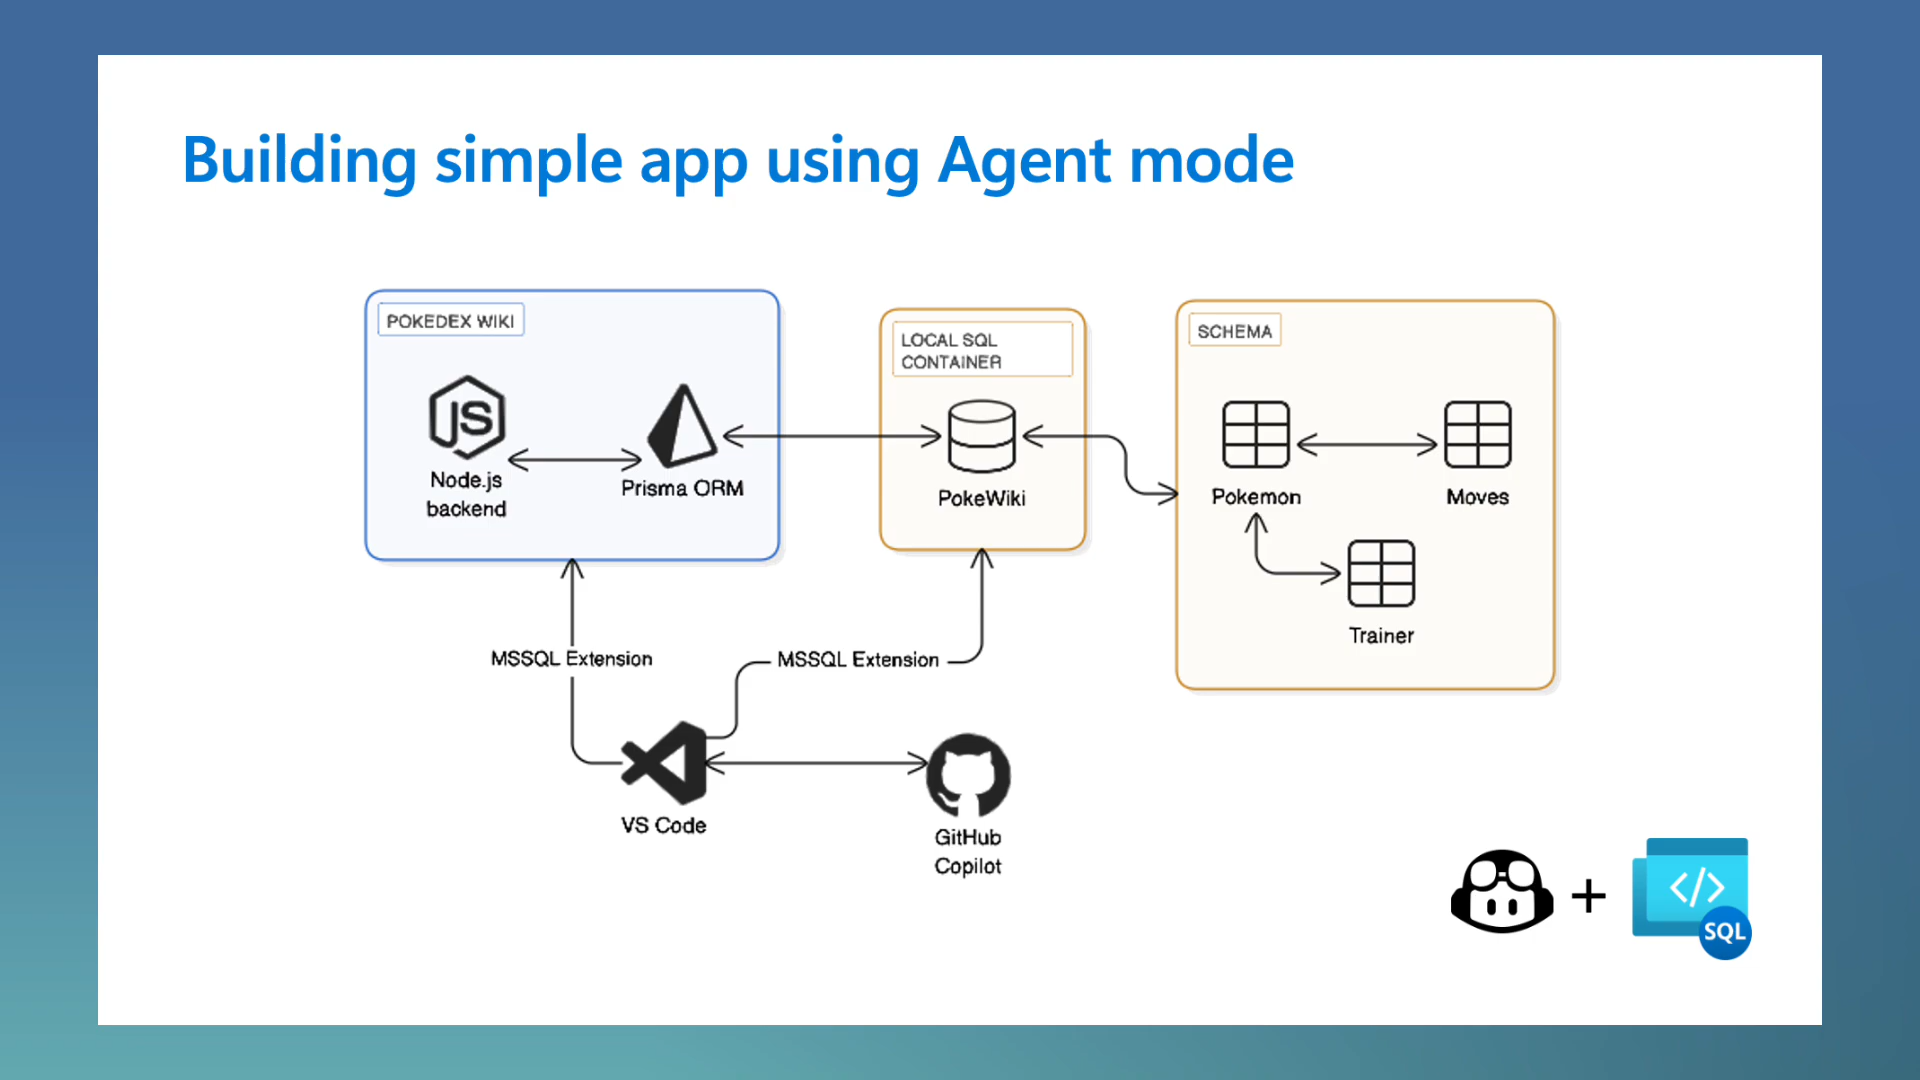 Building simple app using Agent mode
POKEDEX WIKI
JS
Node.js
backend
Prisma ORM
LOCAL SQL
CONTAINER
PokeWiki
SCHEMA
Pokemon
Moves
Trainer
MSSQL Extension
MSSQL Extension
VS Code
GitHub
Copilot
+
</>
SQL